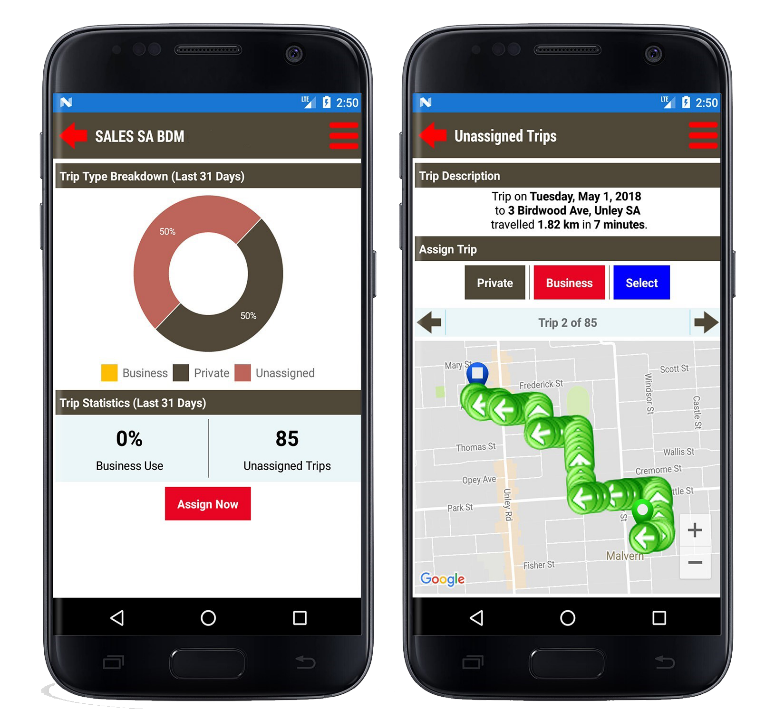 N LTE 2:50
SALES SA BDM
Trip Type Breakdown (Last 31 Days)
50%
50%
Business Private Unassigned
Trip Statistics (Last 31 Days)
0% 85
Business Use Unassigned Trips
Assign Now
N LTE 2:50
Unassigned Trips
Trip Description
Trip on Tuesday, May 1, 2018
to 3 Birdwood Ave, Unley SA
travelled 1.82 km in 7 minutes.
Assign Trip
Private Business Select
Trip 2 of 85
Mary St
Scott St
Frederick St
Windsor St
Castle St
Thomas St
Wallis St
Cremorne St
Opey Ave
Unley Rd
Park St
St
Malvern
Fisher St
+
−
Google